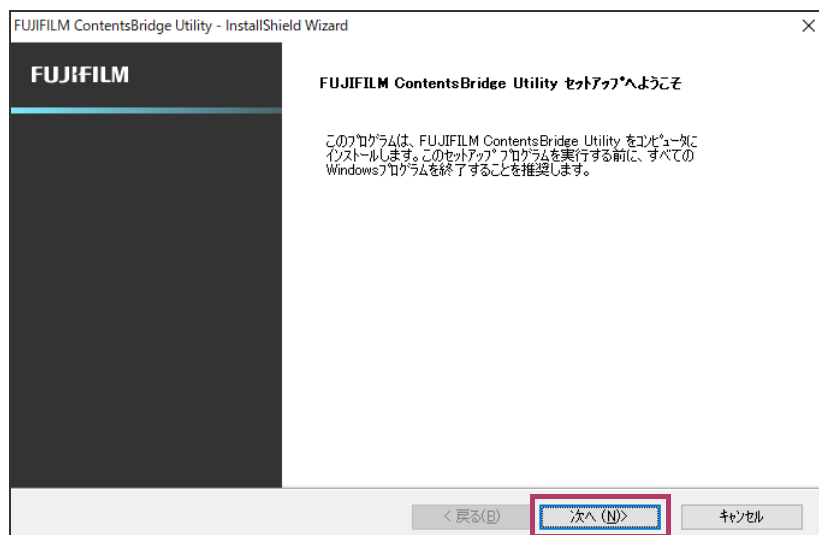 FUJIFILM ContentsBridge Utility - InstallShield Wizard
FUJIFILM
FUJIFILM ContentsBridge Utility ｾｯﾄｱｯﾌﾟへようこそ
このﾌﾟﾛｸﾞﾗﾑは、FUJIFILM ContentsBridge Utility をｺﾝﾋﾟｭｰﾀに
ｲﾝｽﾄｰﾙします。このｾｯﾄｱｯﾌﾟ ﾌﾟﾛｸﾞﾗﾑを実行する前に、すべての
Windowsﾌﾟﾛｸﾞﾗﾑを終了することを推奨します。
< 戻る(B)
次へ (N)>
ｷｬﾝｾﾙ